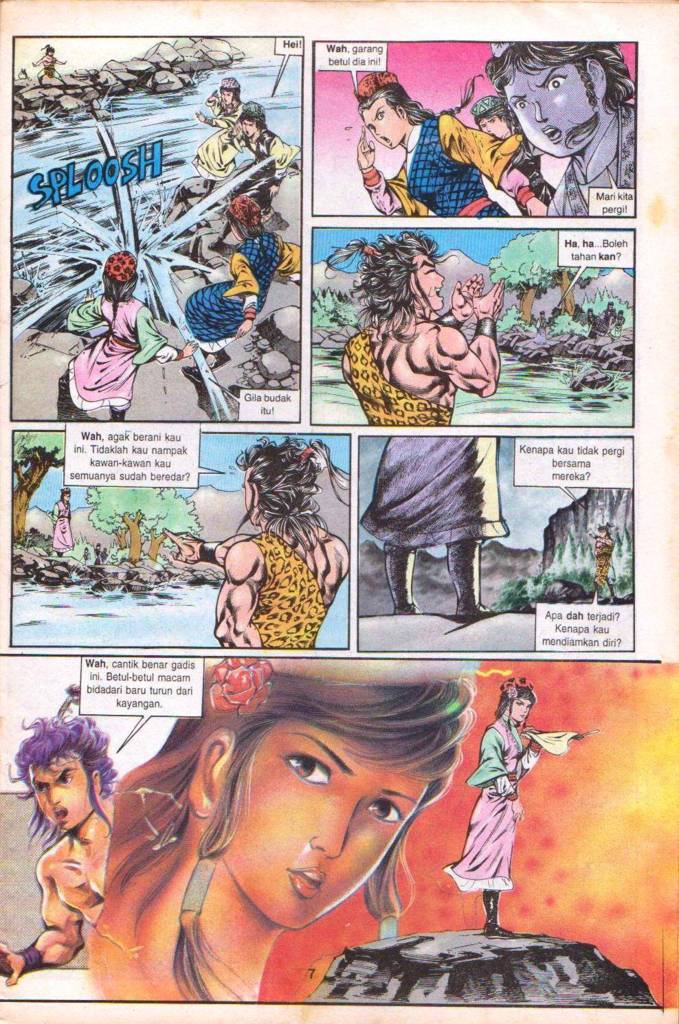 Hei!
SPLOOSH
Gila budak
itu!
Wah, garang
betul dia ini!
Mari kita
pergi!
Ha, ha...Boleh
tahan kan?
Wah, agak berani kau
ini. Tidaklah kau nampak
kawan-kawan kau
semuanya sudah beredar?
Kenapa kau tidak pergi
bersama
mereka?
Apa dah terjadi?
Kenapa kau
mendiamkan diri?
Wah, cantik benar gadis
ini. Betul-betul macam
bidadari baru turun dari
kayangan.
7